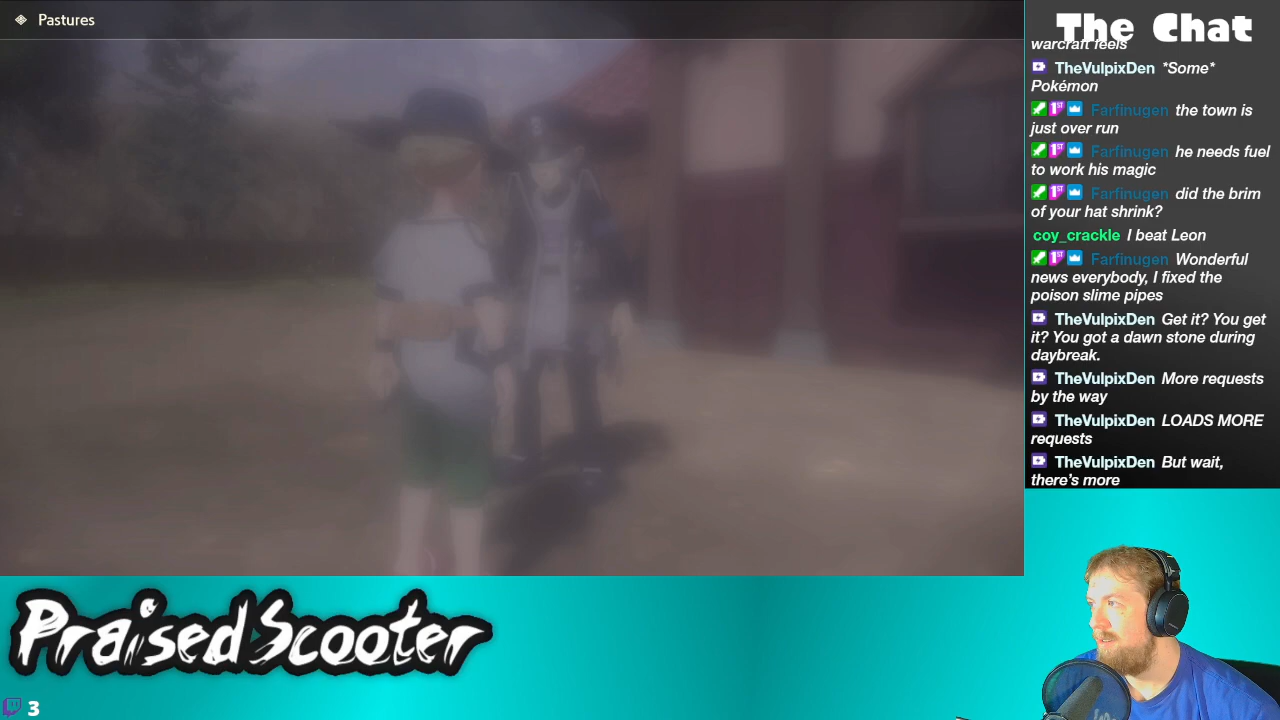 Pastures
The Chat
warcraft feels
TheVulpixDen *Some*
Pokémon
Farfinugen the town is
just over run
Farfinugen he needs fuel
to work his magic
Farfinugen did the brim
of your hat shrink?
coy_crackle I beat Leon
Farfinugen Wonderful
news everybody, I fixed the
poison slime pipes
TheVulpixDen Get it? You get
it? You got a dawn stone during
daybreak.
TheVulpixDen More requests
by the way
TheVulpixDen LOADS MORE
requests
TheVulpixDen But wait,
there's more
PraisedScooter
3